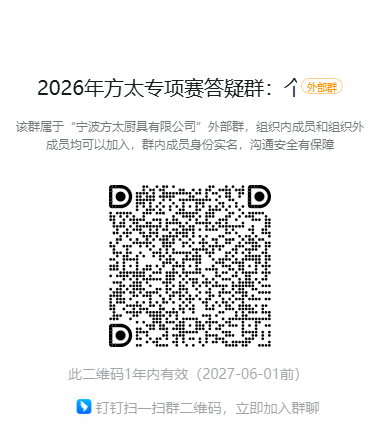 2026年方太专项赛答疑群：
外部群
该群属于“宁波方太厨具有限公司”外部群，组织内成员和组织外
成员均可以加入，群内成员身份实名，沟通安全有保障
此二维码1年内有效（2027-06-01前）
钉钉扫一扫群二维码，立即加入群聊